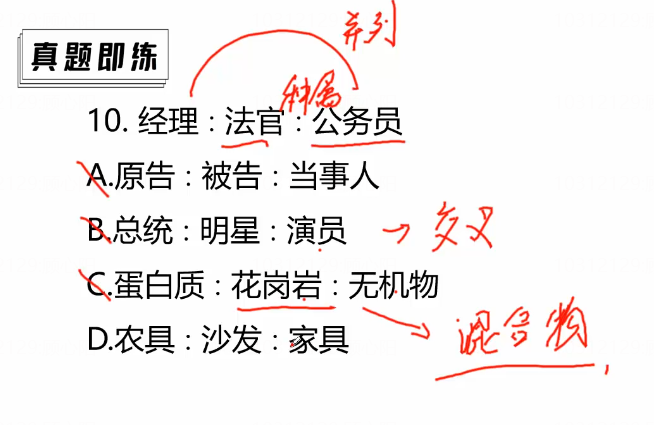 并列
真题即练
种属
10. 经理 : 法官 : 公务员
A.原告 : 被告 : 当事人
B.总统 : 明星 : 演员 → 交叉
C.蛋白质 : 花岗岩 : 无机物
D.农具 : 沙发 : 家具
混合物